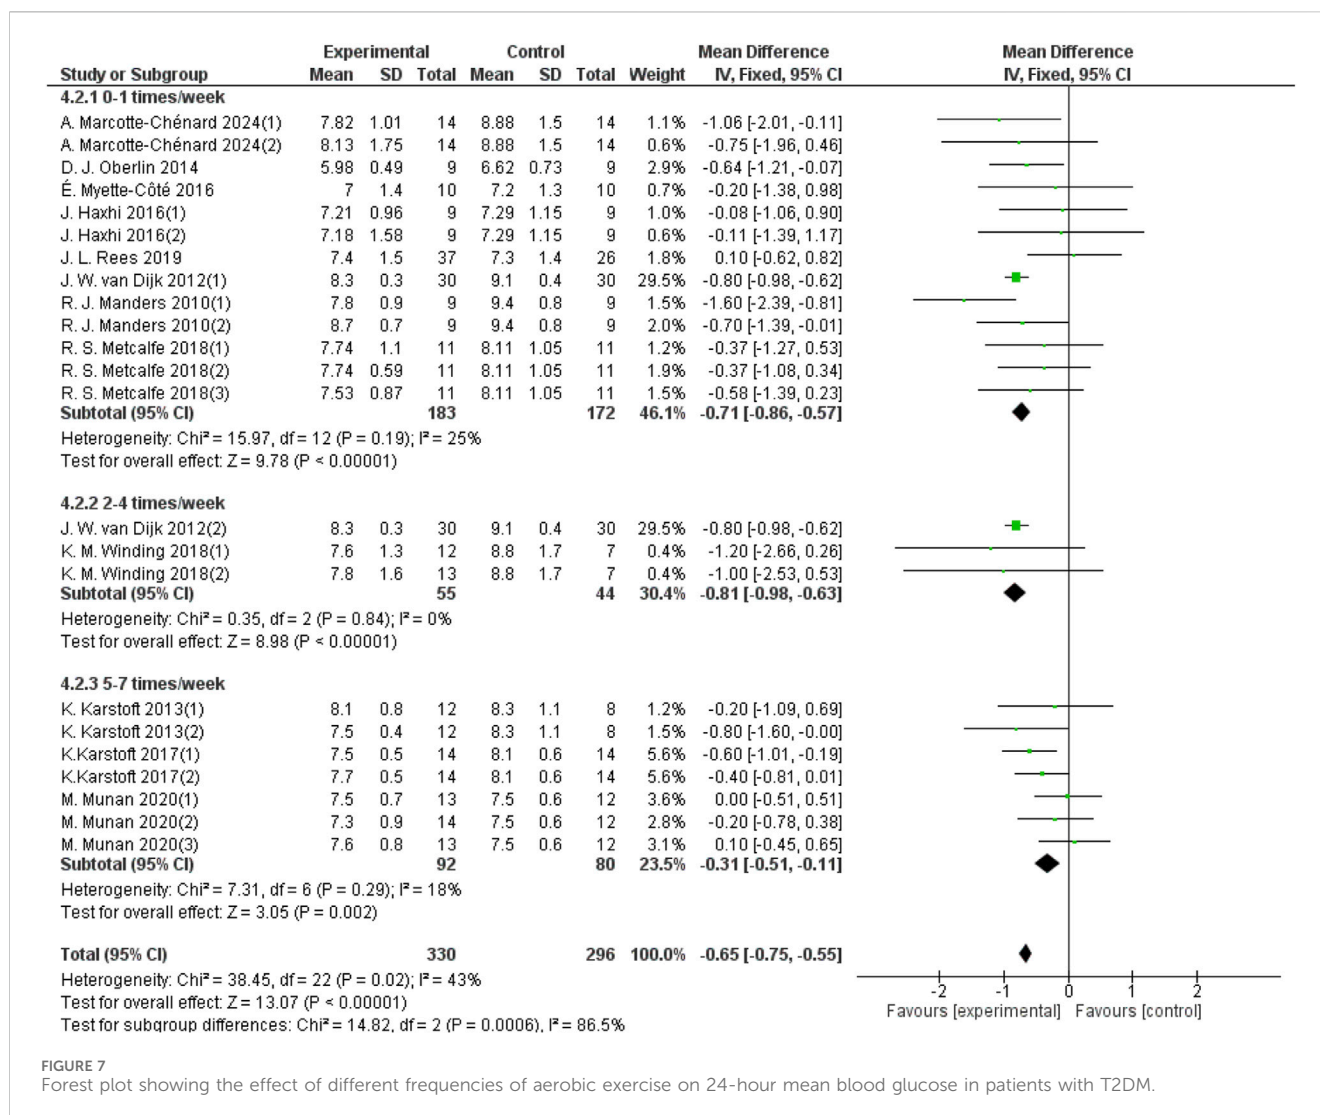 Experimental Control Mean Difference Mean Difference
Study or Subgroup Mean SD Total Mean SD Total Weight IV, Fixed, 95% CI IV, Fixed, 95% CI
4.2.1 0-1 times/week
A. Marcotte-Chénard 2024(1) 7.82 1.01 14 8.88 1.5 14 1.1% -1.06 [-2.01, -0.11]
A. Marcotte-Chénard 2024(2) 8.13 1.75 14 8.88 1.5 14 0.6% -0.75 [-1.96, 0.46]
D. J. Oberlin 2014 5.98 0.49 9 6.62 0.73 9 2.9% -0.64 [-1.21, -0.07]
É. Myette-Côté 2016 7 1.4 10 7.2 1.3 10 0.7% -0.20 [-1.38, 0.98]
J. Haxhi 2016(1) 7.21 0.96 9 7.29 1.15 9 1.0% -0.08 [-1.06, 0.90]
J. Haxhi 2016(2) 7.18 1.58 9 7.29 1.15 9 0.6% -0.11 [-1.39, 1.17]
J. L. Rees 2019 7.4 1.5 37 7.3 1.4 26 1.8% 0.10 [-0.62, 0.82]
J. W. van Dijk 2012(1) 8.3 0.3 30 9.1 0.4 30 29.5% -0.80 [-0.98, -0.62]
R. J. Manders 2010(1) 7.8 0.9 9 9.4 0.8 9 1.5% -1.60 [-2.39, -0.81]
R. J. Manders 2010(2) 8.7 0.7 9 9.4 0.8 9 2.0% -0.70 [-1.39, -0.01]
R. S. Metcalfe 2018(1) 7.74 1.1 11 8.11 1.05 11 1.2% -0.37 [-1.27, 0.53]
R. S. Metcalfe 2018(2) 7.74 0.59 11 8.11 1.05 11 1.9% -0.37 [-1.08, 0.34]
R. S. Metcalfe 2018(3) 7.53 0.87 11 8.11 1.05 11 1.5% -0.58 [-1.39, 0.23]
Subtotal (95% CI) 183 172 46.1% -0.71 [-0.86, -0.57]
Heterogeneity: Chi² = 15.97, df = 12 (P = 0.19); I² = 25%
Test for overall effect: Z = 9.78 (P < 0.00001)
4.2.2 2-4 times/week
J. W. van Dijk 2012(2) 8.3 0.3 30 9.1 0.4 30 29.5% -0.80 [-0.98, -0.62]
K. M. Winding 2018(1) 7.6 1.3 12 8.8 1.7 7 0.4% -1.20 [-2.66, 0.26]
K. M. Winding 2018(2) 7.8 1.6 13 8.8 1.7 7 0.4% -1.00 [-2.53, 0.53]
Subtotal (95% CI) 55 44 30.4% -0.81 [-0.98, -0.63]
Heterogeneity: Chi² = 0.35, df = 2 (P = 0.84); I² = 0%
Test for overall effect: Z = 8.98 (P < 0.00001)
4.2.3 5-7 times/week
K. Karstoft 2013(1) 8.1 0.8 12 8.3 1.1 8 1.2% -0.20 [-1.09, 0.69]
K. Karstoft 2013(2) 7.5 0.4 12 8.3 1.1 8 1.5% -0.80 [-1.60, -0.00]
K.Karstoft 2017(1) 7.5 0.5 14 8.1 0.6 14 5.6% -0.60 [-1.01, -0.19]
K.Karstoft 2017(2) 7.7 0.5 14 8.1 0.6 14 5.6% -0.40 [-0.81, 0.01]
M. Munan 2020(1) 7.5 0.7 13 7.5 0.6 12 3.6% 0.00 [-0.51, 0.51]
M. Munan 2020(2) 7.3 0.9 14 7.5 0.6 12 2.8% -0.20 [-0.78, 0.38]
M. Munan 2020(3) 7.6 0.8 13 7.5 0.6 12 3.1% 0.10 [-0.45, 0.65]
Subtotal (95% CI) 92 80 23.5% -0.31 [-0.51, -0.11]
Heterogeneity: Chi² = 7.31, df = 6 (P = 0.29); I² = 18%
Test for overall effect: Z = 3.05 (P = 0.002)
Total (95% CI) 330 296 100.0% -0.65 [-0.75, -0.55]
Heterogeneity: Chi² = 38.45, df = 22 (P = 0.02); I² = 43%
Test for overall effect: Z = 13.07 (P < 0.00001)
Test for subgroup differences: Chi² = 14.82, df = 2 (P = 0.0006), I² = 86.5%
-2 -1 0 1 2
Favours [experimental] Favours [control]
FIGURE 7
Forest plot showing the effect of different frequencies of aerobic exercise on 24-hour mean blood glucose in patients with T2DM.